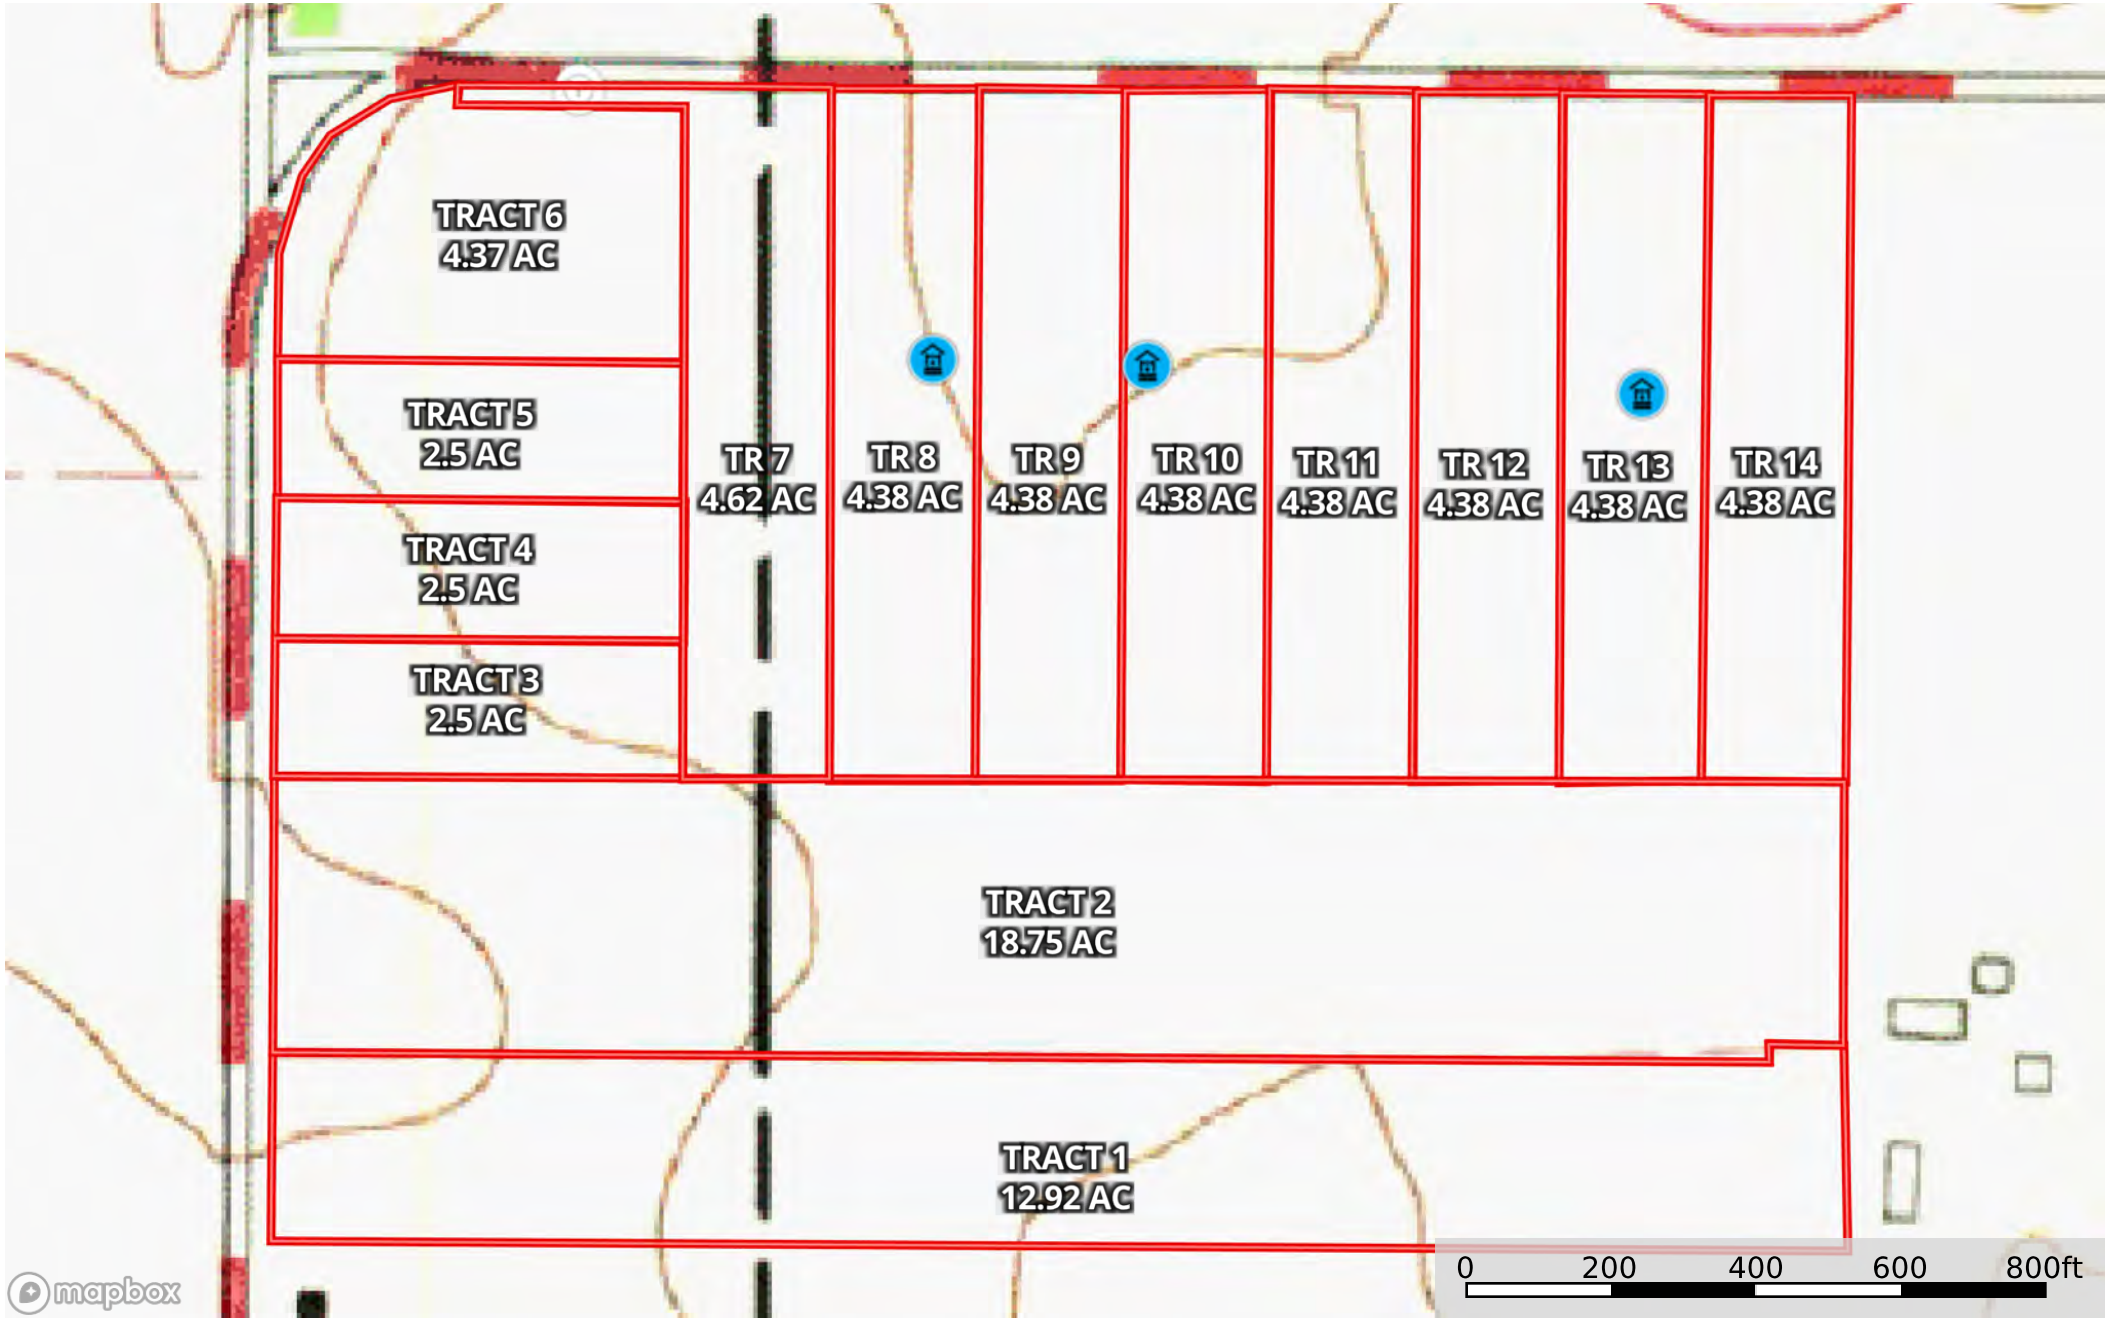 TRACT 6
4.37 AC
TRACT 5
2.5 AC
TRACT 4
2.5 AC
TRACT 3
2.5 AC
TR 7
4.62 AC
TR 8
4.38 AC
TR 9
4.38 AC
TR 10
4.38 AC
TR 11
4.38 AC
TR 12
4.38 AC
TR 13
4.38 AC
TR 14
4.38 AC
TRACT 2
18.75 AC
TRACT 1
12.92 AC
mapbox
0 200 400 600 800ft